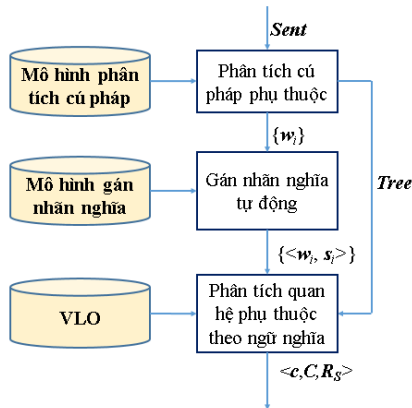 Sent
Mô hình phân
tích cú pháp
Phân tích cú
pháp phụ thuộc
{wi}
Tree
Mô hình gán
nhãn nghĩa
Gán nhãn nghĩa
tự động
{<wi, si>}
VLO
Phân tích quan
hệ phụ thuộc
theo ngữ nghĩa
<c,C,RS>